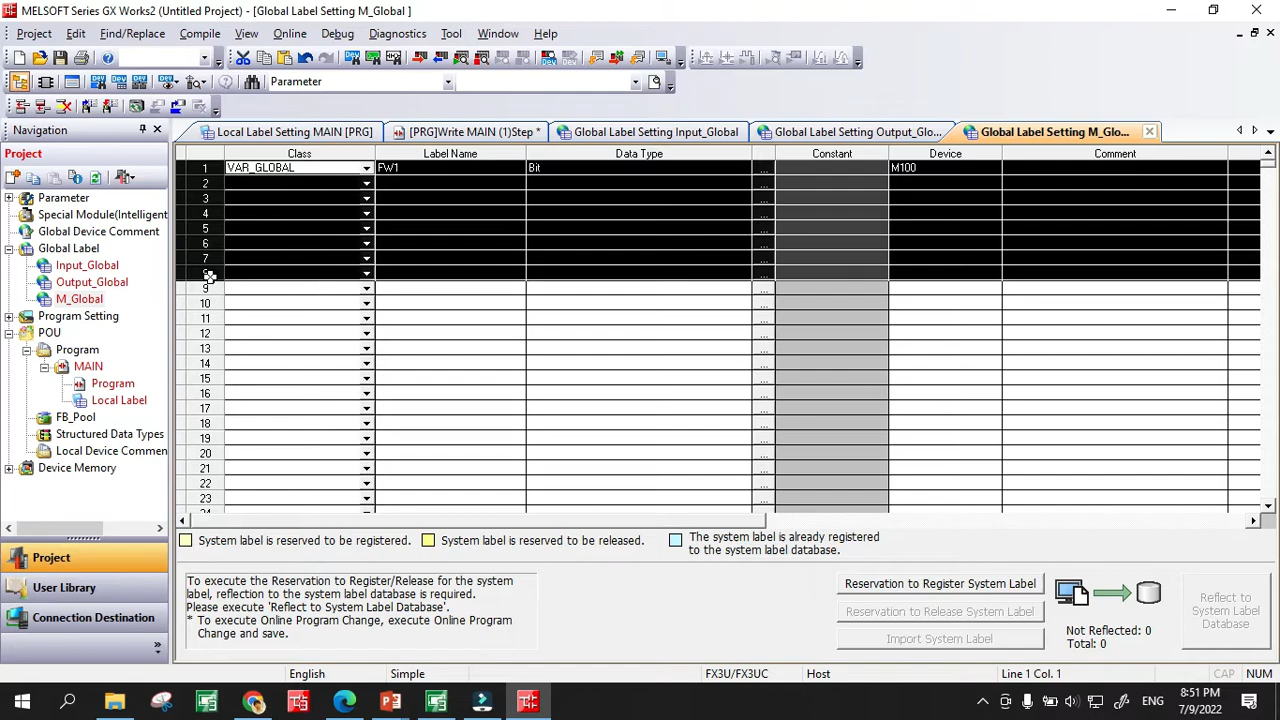 MELSOFT Series GX Works2 (Untitled Project) - [Global Label Setting M_Global ]
Project Edit Find/Replace Compile View Online Debug Diagnostics Tool Window Help
Parameter
Navigation
Local Label Setting MAIN [PRG]
[PRG]Write MAIN (1)Step *
Global Label Setting Input_Global
Global Label Setting Output_Glo...
Global Label Setting M_Glo...
Project
Parameter
Special Module(Intelligent
Global Device Comment
Global Label
Input_Global
Output_Global
M_Global
Program Setting
POU
Program
MAIN
Program
Local Label
FB_Pool
Structured Data Types
Local Device Commen
Device Memory
Project
User Library
Connection Destination
Class Label Name Data Type Constant Device Comment
1 VAR_GLOBAL FW1 Bit ... M100
2 ...
3 ...
4 ...
5 ...
6 ...
7 ...
...
9 ...
10 ...
11 ...
12 ...
13 ...
14 ...
15 ...
16 ...
17 ...
18 ...
19 ...
20 ...
21 ...
22 ...
23 ...
System label is reserved to be registered.
System label is reserved to be released.
The system label is already registered
to the system label database.
To execute the Reservation to Register/Release for the system
label, reflection to the system label database is required.
Please execute 'Reflect to System Label Database'.
* To execute Online Program Change, execute Online Program
Change and save.
Reservation to Register System Label
Reservation to Release System Label
Import System Label
Not Reflected: 0
Total: 0
Reflect to
System Label
Database
English Simple FX3U/FX3UC Host Line 1 Col. 1 CAP NUM
ENG
8:51 PM
7/9/2022